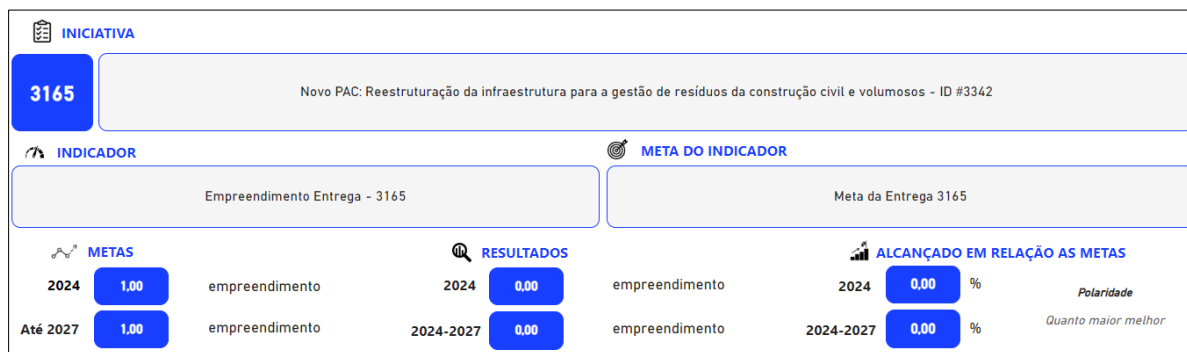 INICIATIVA
3165
Novo PAC: Reestruturação da infraestrutura para a gestão de resíduos da construção civil e volumosos - ID #3342
INDICADOR
META DO INDICADOR
Empreendimento Entrega - 3165
Meta da Entrega 3165
METAS
RESULTADOS
ALCANÇADO EM RELAÇÃO AS METAS
2024 1,00 empreendimento 2024 0,00 empreendimento 2024 0,00 %
Polaridade
Até 2027 1,00 empreendimento 2024-2027 0,00 empreendimento 2024-2027 0,00 %
Quanto maior melhor